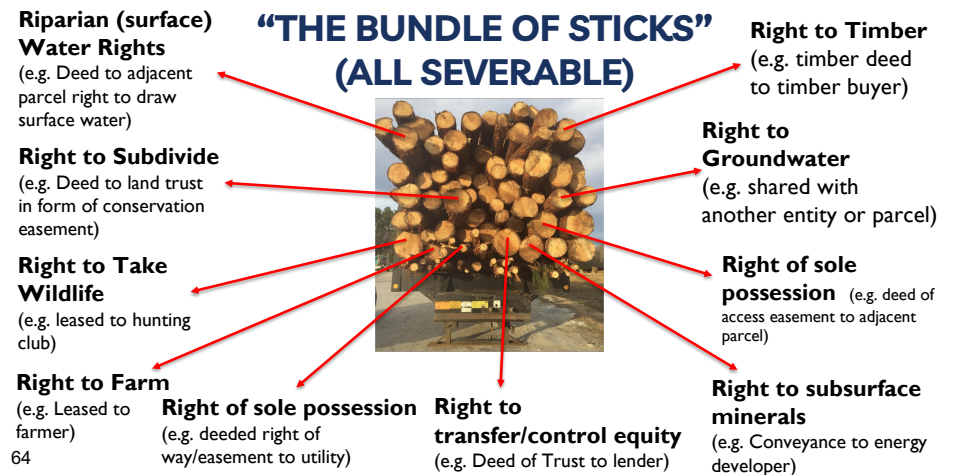 “THE BUNDLE OF STICKS”
(ALL SEVERABLE)
Riparian (surface)
Water Rights
(e.g. Deed to adjacent
parcel right to draw
surface water)
Right to Subdivide
(e.g. Deed to land trust
in form of conservation
easement)
Right to Take
Wildlife
(e.g. leased to hunting
club)
Right to Farm
(e.g. Leased to
farmer)
64
Right of sole possession
(e.g. deeded right of
way/easement to utility)
Right to
transfer/control equity
(e.g. Deed of Trust to lender)
Right to Timber
(e.g. timber deed
to timber buyer)
Right to
Groundwater
(e.g. shared with
another entity or parcel)
Right of sole
possession (e.g. deed of
access easement to adjacent
parcel)
Right to subsurface
minerals
(e.g. Conveyance to energy
developer)